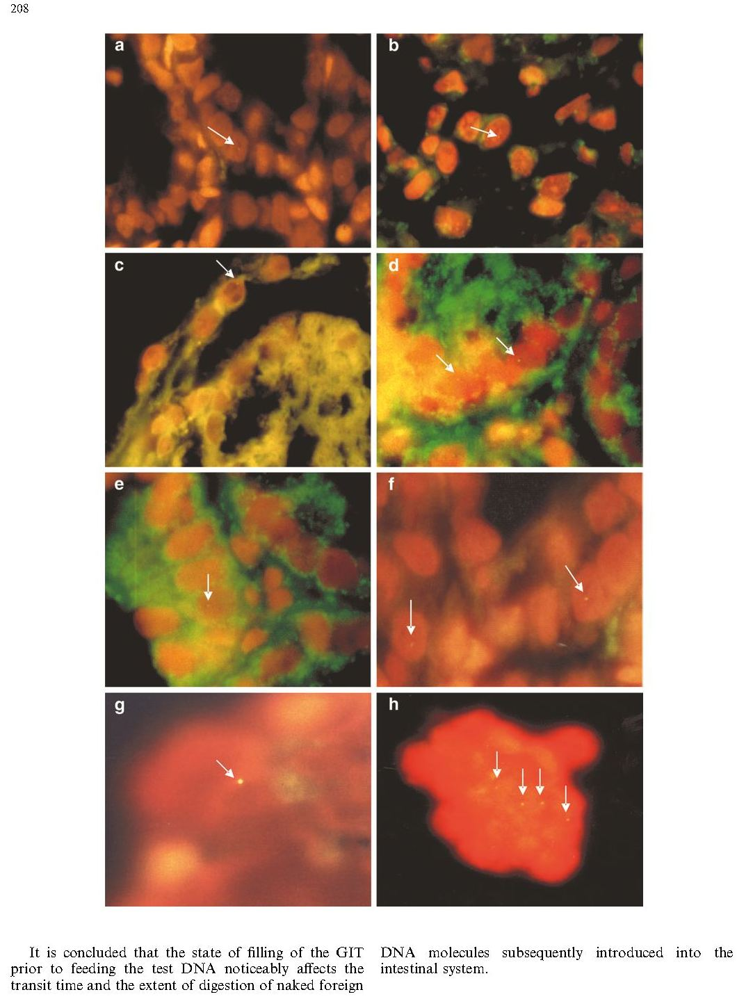 208
a
b
c
d
e
f
g
h
It is concluded that the state of filling of the GIT
prior to feeding the test DNA noticeably affects the
transit time and the extent of digestion of naked foreign
DNA molecules subsequently introduced into the
intestinal system.